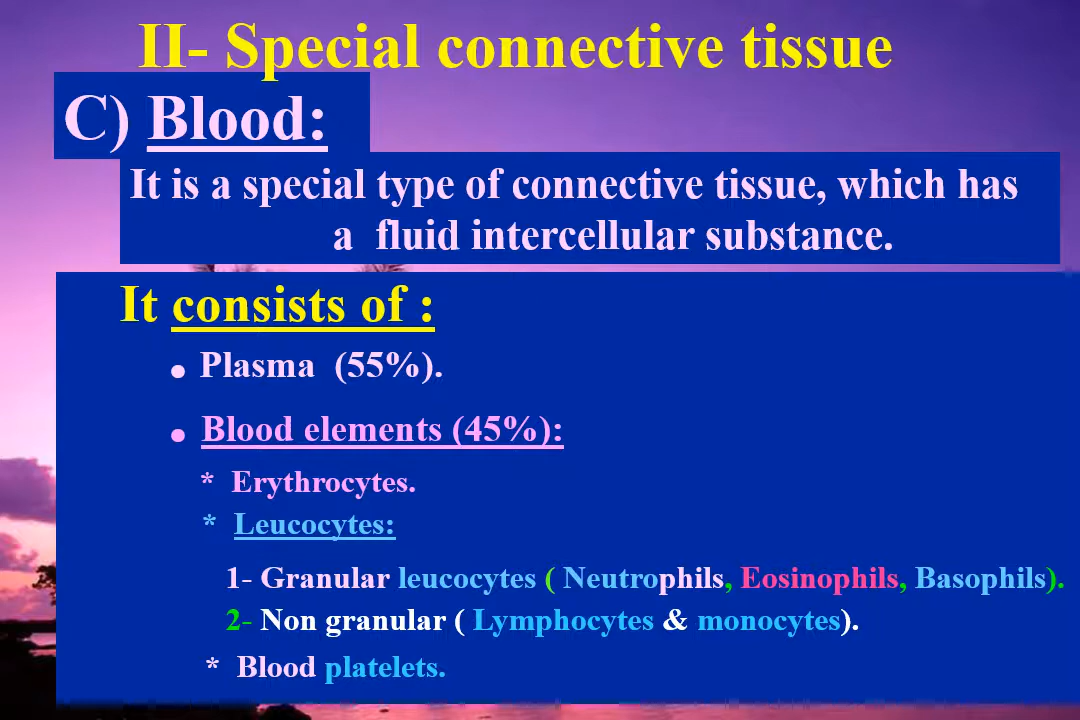 II- Special connective tissue
C) Blood:
It is a special type of connective tissue, which has
a fluid intercellular substance.
It consists of :
• Plasma (55%).
• Blood elements (45%):
* Erythrocytes.
* Leucocytes:
1- Granular leucocytes ( Neutrophils, Eosinophils, Basophils).
2- Non granular ( Lymphocytes & monocytes).
* Blood platelets.